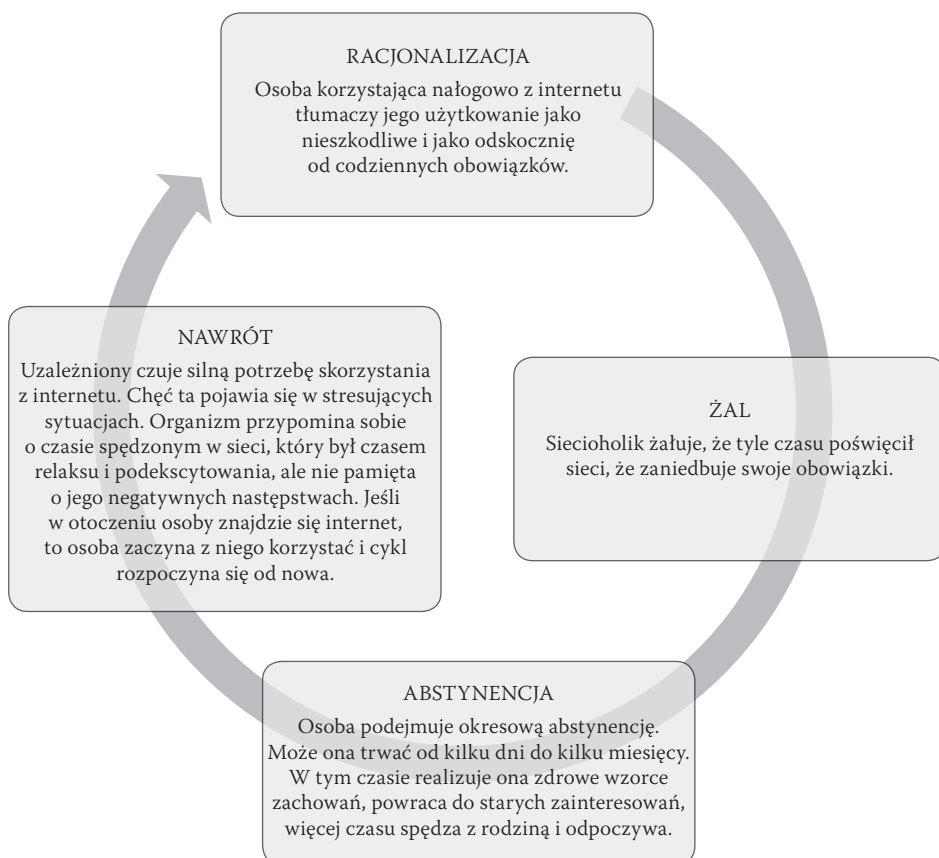 RACJONALIZACJA
Osoba korzystająca nałogowo z internetu
tłumaczy jego użytkowanie jako
nieszkodliwe i jako odskocznię
od codziennych obowiązków.
ŻAL
Siecioholik żałuje, że tyle czasu poświęcił
sieci, że zaniedbuje swoje obowiązki.
ABSTYNENCJA
Osoba podejmuje okresową abstynencję.
Może ona trwać od kilku dni do kilku miesięcy.
W tym czasie realizuje ona zdrowe wzorce
zachowań, powraca do starych zainteresowań,
więcej czasu spędza z rodziną i odpoczywa.
NAWRÓT
Uzależniony czuje silną potrzebę skorzystania
z internetu. Chęć ta pojawia się w stresujących
sytuacjach. Organizm przypomina sobie
o czasie spędzonym w sieci, który był czasem
relaksu i podekscytowania, ale nie pamięta
o jego negatywnych następstwach. Jeśli
w otoczeniu osoby znajdzie się internet,
to osoba zaczyna z niego korzystać i cykl
rozpoczyna się od nowa.